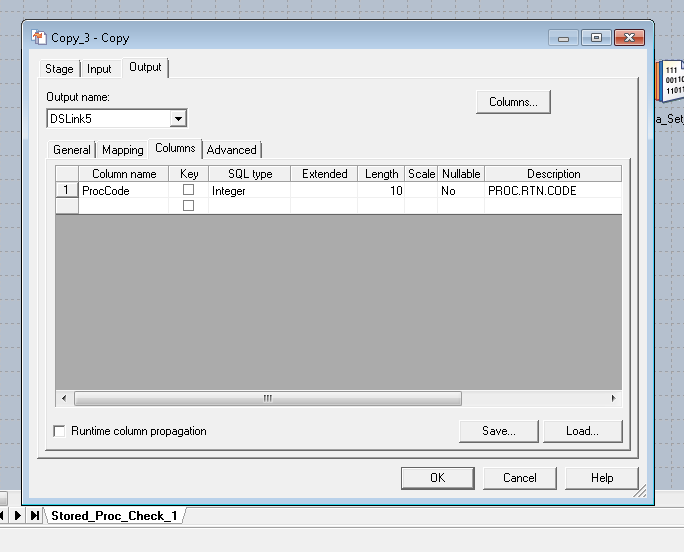 Copy_3 - Copy
Stage Input Output
Output name:
DSLink5
Columns...
General Mapping Columns Advanced
Column name Key SQL type Extended Length Scale Nullable Description
1 ProcCode Integer 10 No PROC.RTN.CODE
Runtime column propagation
Save... Load...
OK Cancel Help
Stored_Proc_Check_1
111
0011
1101
a_Set